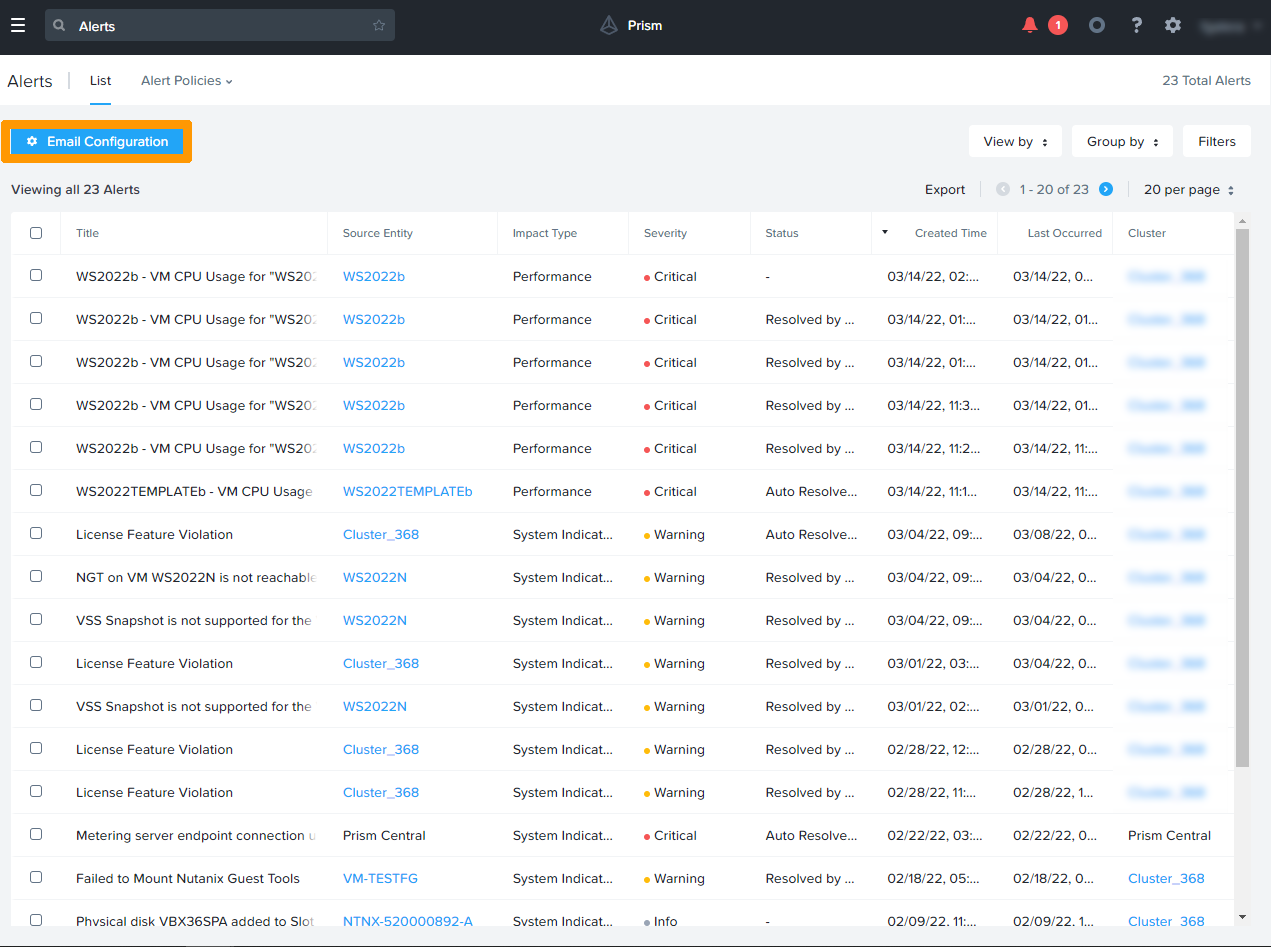 Alerts
Prism
1
?
Alerts
List
Alert Policies
23 Total Alerts
Email Configuration
View by
Group by
Filters
Viewing all 23 Alerts
Export
1 - 20 of 23
20 per page
Title Source Entity Impact Type Severity Status Created Time Last Occurred Cluster
WS2022b - VM CPU Usage for "WS202 WS2022b Performance Critical - 03/14/22, 02:... 03/14/22, 0...
WS2022b - VM CPU Usage for "WS202 WS2022b Performance Critical Resolved by ... 03/14/22, 01:... 03/14/22, 01...
WS2022b - VM CPU Usage for "WS202 WS2022b Performance Critical Resolved by ... 03/14/22, 01:... 03/14/22, 01...
WS2022b - VM CPU Usage for "WS202 WS2022b Performance Critical Resolved by ... 03/14/22, 11:3... 03/14/22, 01...
WS2022b - VM CPU Usage for "WS202 WS2022b Performance Critical Resolved by ... 03/14/22, 11:2... 03/14/22, 11:...
WS2022TEMPLATEb - VM CPU Usage WS2022TEMPLATEb Performance Critical Auto Resolve... 03/14/22, 11:1... 03/14/22, 11:...
License Feature Violation Cluster_368 System Indicat... Warning Auto Resolve... 03/04/22, 09:... 03/08/22, 0...
NGT on VM WS2022N is not reachable WS2022N System Indicat... Warning Resolved by ... 03/04/22, 09:... 03/04/22, 0...
VSS Snapshot is not supported for the WS2022N System Indicat... Warning Resolved by ... 03/04/22, 09:... 03/04/22, 0...
License Feature Violation Cluster_368 System Indicat... Warning Resolved by ... 03/01/22, 03:... 03/04/22, 0...
VSS Snapshot is not supported for the WS2022N System Indicat... Warning Resolved by ... 03/01/22, 02:... 03/01/22, 0...
License Feature Violation Cluster_368 System Indicat... Warning Resolved by ... 02/28/22, 12:... 02/28/22, 0...
License Feature Violation Cluster_368 System Indicat... Warning Resolved by ... 02/28/22, 11:... 02/28/22, 1...
Metering server endpoint connection u Prism Central System Indicat... Critical Auto Resolve... 02/22/22, 03:... 02/22/22, 0... Prism Central
Failed to Mount Nutanix Guest Tools VM-TESTFG System Indicat... Warning Resolved by ... 02/18/22, 05:... 02/18/22, 0... Cluster_368
Physical disk VBX36SPA added to Slot NTNX-520000892-A System Indicat... Info - 02/09/22, 11:... 02/09/22, 1... Cluster_368